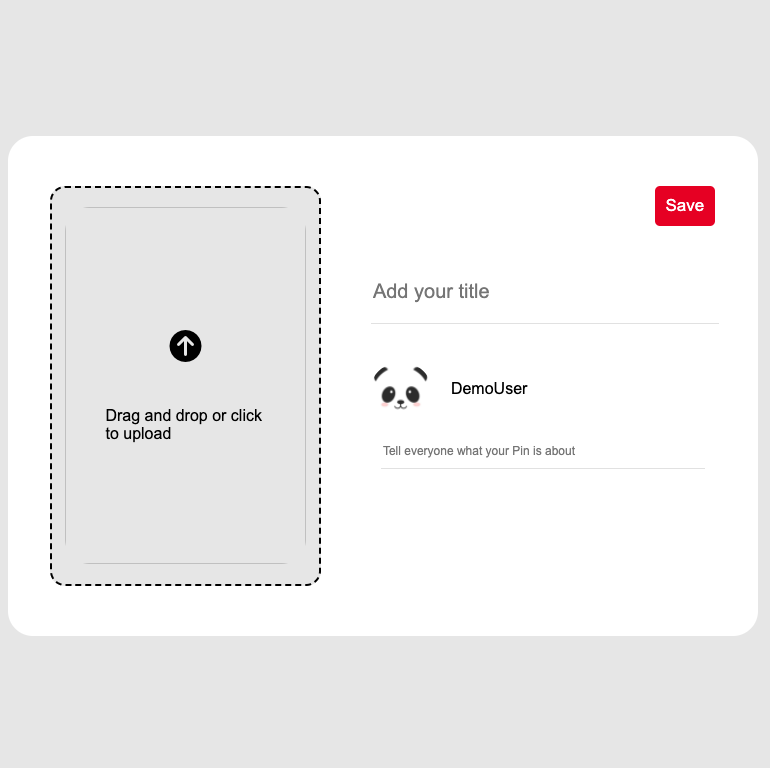 Save
Add your title
DemoUser
Drag and drop or click
to upload
Tell everyone what your Pin is about